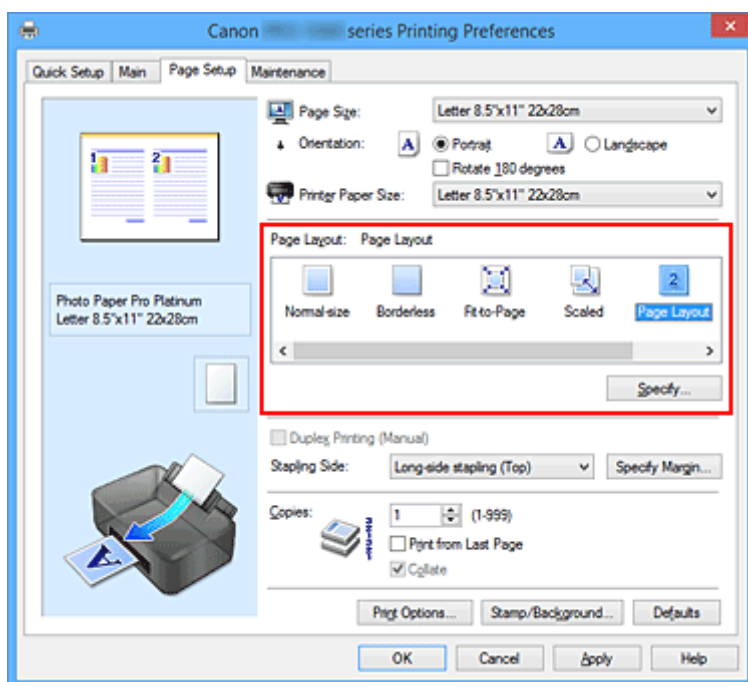 Canon series Printing Preferences
Quick Setup Main Page Setup Maintenance
1 2
Photo Paper Pro Platinum
Letter 8.5"x11" 22x28cm
Page Size: Letter 8.5"x11" 22x28cm
Orientation: A Portrait A Landscape
Rotate 180 degrees
Printer Paper Size: Letter 8.5"x11" 22x28cm
Page Layout: Page Layout
2
Normal-size Borderless Fit-to-Page Scaled Page Layout
Specify...
Duplex Printing (Manual)
Stapling Side: Long-side stapling (Top) Specify Margin...
Copies: 1 (1-999)
Print from Last Page
Collate
A
Print Options... Stamp/Background... Defaults
OK Cancel Apply Help